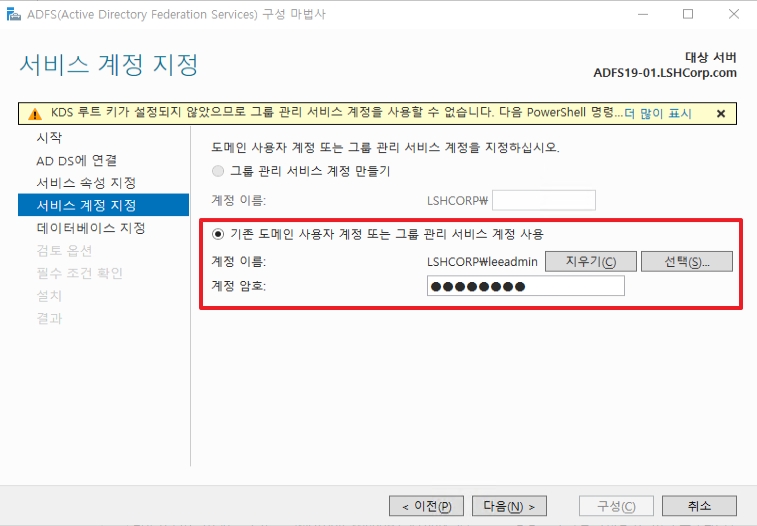 ADFS(Active Directory Federation Services) 구성 마법사
서비스 계정 지정
대상 서버
ADFS19-01.LSHCorp.com
KDS 루트 키가 설정되지 않았으므로 그룹 관리 서비스 계정을 사용할 수 없습니다. 다음 PowerShell 명령...더 많이 표시
시작
AD DS에 연결
서비스 속성 지정
서비스 계정 지정
데이터베이스 지정
검토 옵션
필수 조건 확인
설치
결과
도메인 사용자 계정 또는 그룹 관리 서비스 계정을 지정하십시오.
그룹 관리 서비스 계정 만들기
계정 이름: LSHCORP₩
기존 도메인 사용자 계정 또는 그룹 관리 서비스 계정 사용
계정 이름: LSHCORP₩leeadmin 지우기(C) 선택(S)...
계정 암호: ●●●●●●●●
< 이전(P) 다음(N) > 구성(C) 취소